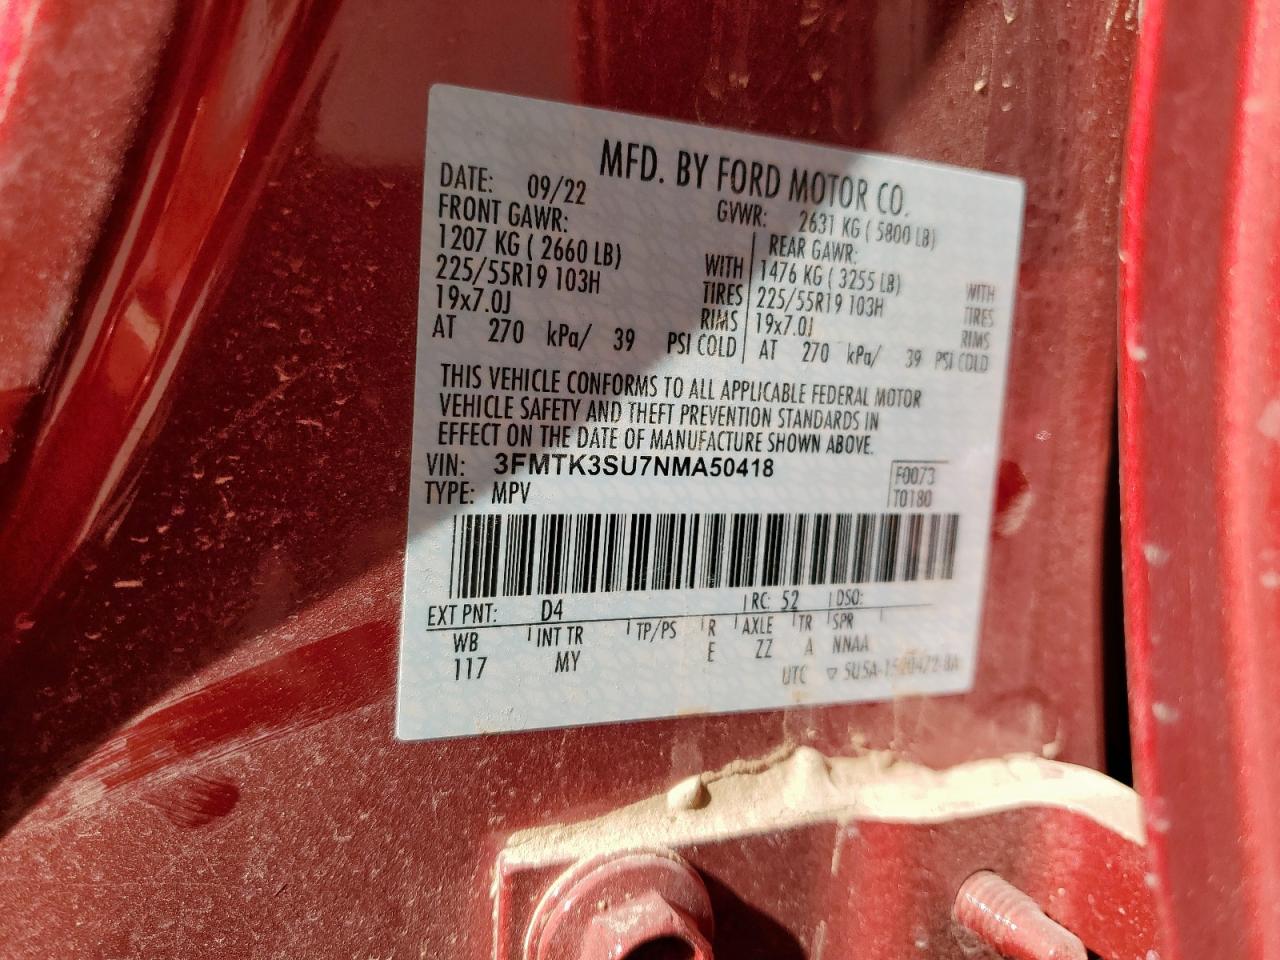 MFD. BY FORD MOTOR CO.
DATE: 09/22 GVWR: 2631 KG ( 5800 LB)
FRONT GAWR: REAR GAWR:
1207 KG ( 2660 LB) WITH 1476 KG ( 3255 LB) WITH
225/55R19 103H TIRES 225/55R19 103H TIRES
19x7.0J RIMS 19x7.0J RIMS
AT 270 kPa/ 39 PSI COLD AT 270 kPa/ 39 PSI COLD
THIS VEHICLE CONFORMS TO ALL APPLICABLE FEDERAL MOTOR
VEHICLE SAFETY AND THEFT PREVENTION STANDARDS IN
EFFECT ON THE DATE OF MANUFACTURE SHOWN ABOVE.
VIN: 3FMTK3SU7NMA50418 F0073
TYPE: MPV T0180
EXT PNT: D4 RC: 52 DSO:
WB INT TR TP/PS R AXLE TR SPR
117 MY E ZZ A NNAA
UTC